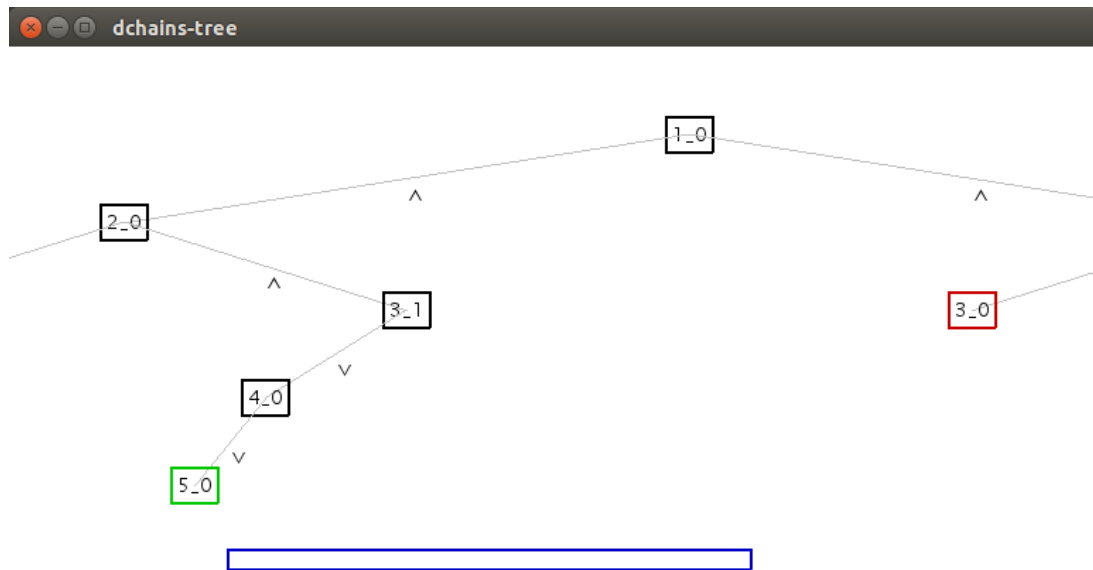 dchains-tree
1_0
^ ^
2_0
^
3_1 3_0
v
4_0
v
5_0